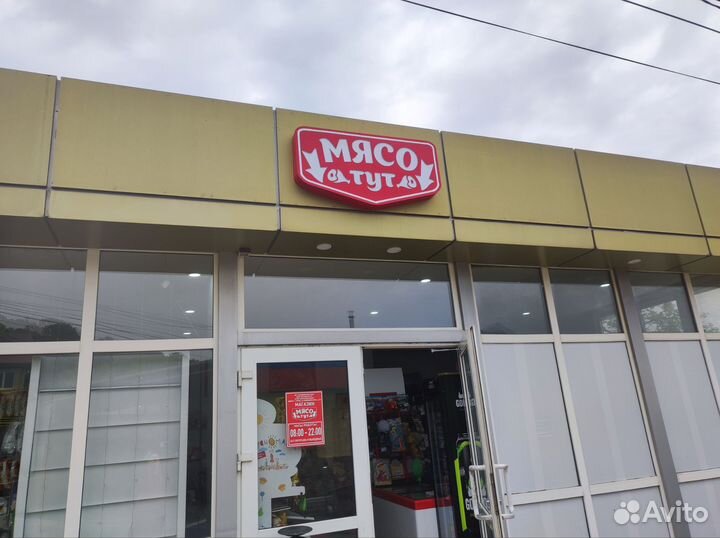 МЯСО
ТУТ
МАГАЗИН
МЯСО
ТУТ
08:00 - 22:00
Avito